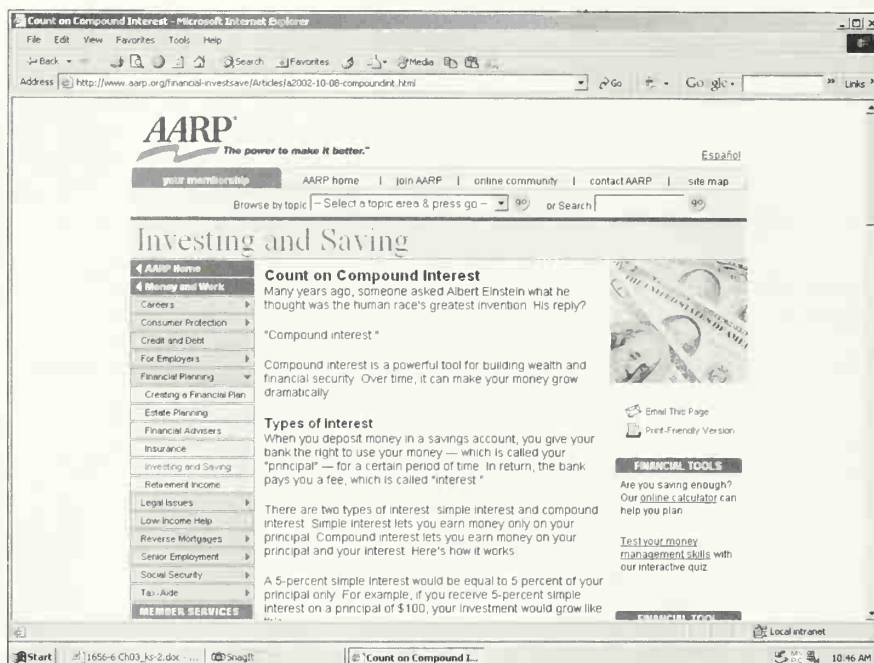 Count on Compound Interest - Microsoft Internet Explorer
File Edit View Favorites Tools Help
Back Search Favorites Media
Address http://www.aarp.org/financial-investsave/Articles/a2002-10-08-compoundint.html Go Google Links
AARP
The power to make it better.™
Español
your membership AARP home | join AARP | online community | contact AARP | site map
Browse by topic – Select a topic area & press go – go or Search go
Investing and Saving
AARP Home
Money and Work
Careers
Consumer Protection
Credit and Debt
For Employers
Financial Planning
Creating a Financial Plan
Estate Planning
Financial Advisers
Insurance
Investing and Saving
Retirement Income
Legal Issues
Low Income Help
Reverse Mortgages
Senior Employment
Social Security
Tax-Aide
MEMBER SERVICES
Count on Compound Interest
Many years ago, someone asked Albert Einstein what he
thought was the human race's greatest invention. His reply?
"Compound interest."
Compound interest is a powerful tool for building wealth and
financial security. Over time, it can make your money grow
dramatically.
Types of Interest
When you deposit money in a savings account, you give your
bank the right to use your money — which is called your
"principal" — for a certain period of time. In return, the bank
pays you a fee, which is called "interest."
There are two types of interest: simple interest and compound
interest. Simple interest lets you earn money only on your
principal. Compound interest lets you earn money on your
principal and your interest. Here's how it works.
A 5-percent simple interest would be equal to 5 percent of your
principal only. For example, if you receive 5-percent simple
interest on a principal of $100, your investment would grow like
THE UNITED STATES OF AMERICA
Email This Page
Print-Friendly Version
FINANCIAL TOOLS
Are you saving enough?
Our online calculator can
help you plan.
Test your money
management skills with
our interactive quiz.
FINANCIAL TOOL
Local intranet
Start 1656-6 Ch03_ks-2.doc - ... SnagIt Count on Compound I... 10:46 AM